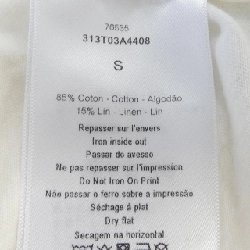 70535
313T03A4408
S
85% Coton - Cotton - Algodão
15% Lin - Linen - Lin
Repasser sur l'envers
Iron inside out
Passar do avesso
Ne pas repasser sur l'impression
Do Not Iron On Print
Não passar o ferro sobre a impressão
Séchage à plat
Dry flat
Secagem na horizontal